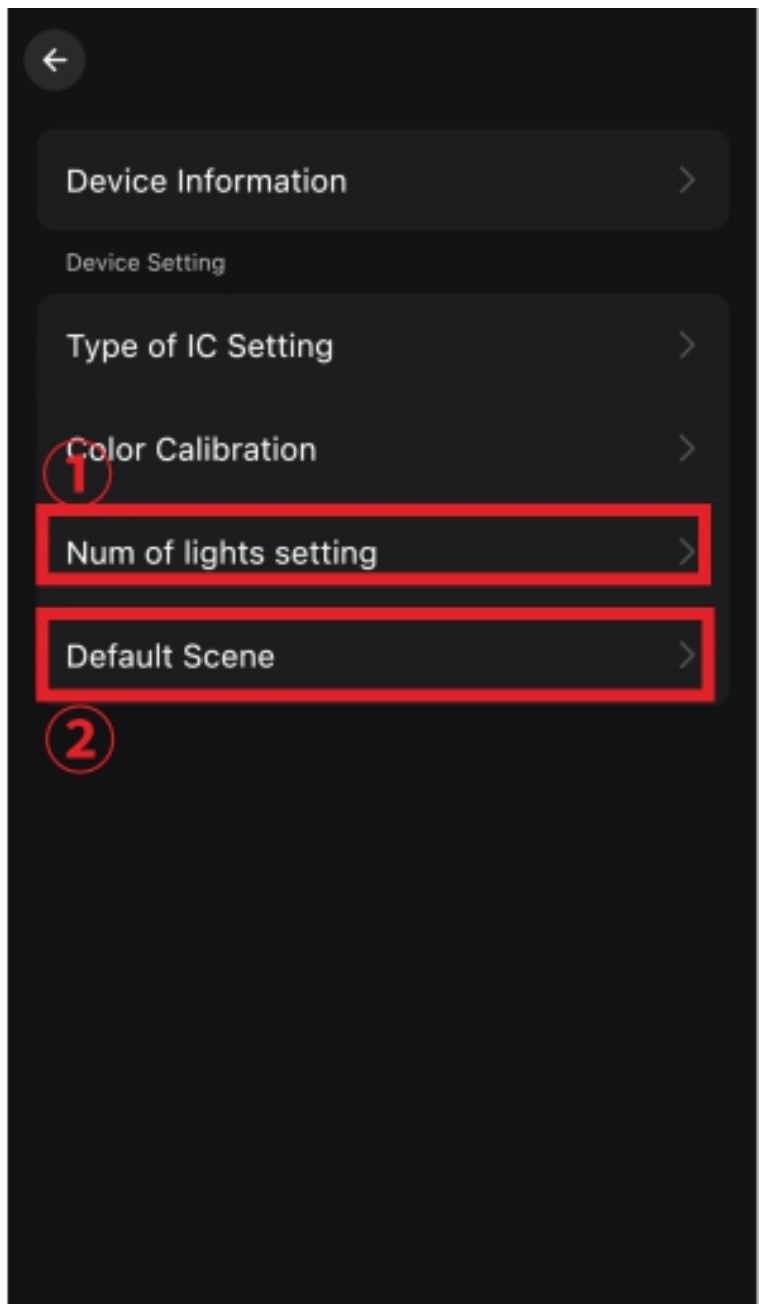 Device Information
Device Setting
Type of IC Setting
Color Calibration
①
Num of lights setting
Default Scene
②